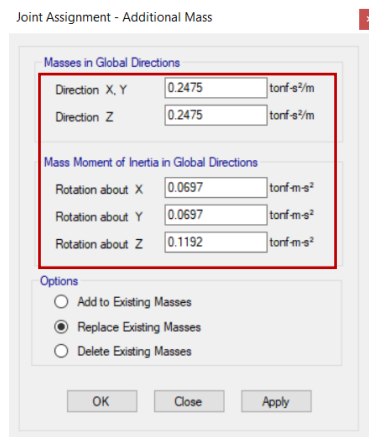 Joint Assignment - Additional Mass
Masses in Global Directions
Direction X, Y 0.2475 tonf-s²/m
Direction Z 0.2475 tonf-s²/m
Mass Moment of Inertia in Global Directions
Rotation about X 0.0697 tonf-m-s²
Rotation about Y 0.0697 tonf-m-s²
Rotation about Z 0.1192 tonf-m-s²
Options
Add to Existing Masses
Replace Existing Masses
Delete Existing Masses
OK Close Apply